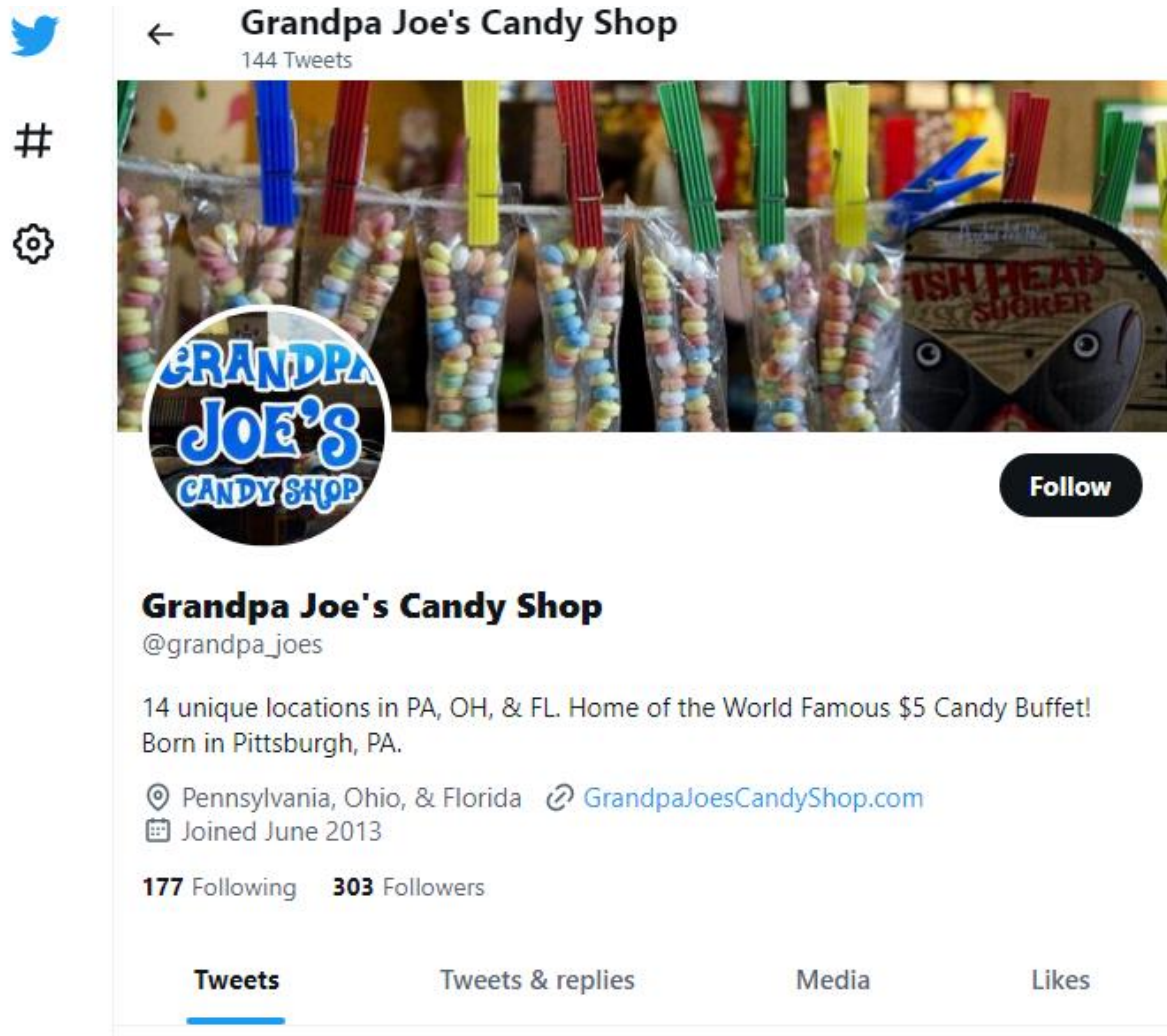 Grandpa Joe's Candy Shop
144 Tweets
FISH HEAD
SUCKER
GRANDPA
JOE'S
CANDY SHOP
Follow
Grandpa Joe's Candy Shop
@grandpa_joes
14 unique locations in PA, OH, & FL. Home of the World Famous $5 Candy Buffet!
Born in Pittsburgh, PA.
Pennsylvania, Ohio, & Florida GrandpaJoesCandyShop.com
Joined June 2013
177 Following 303 Followers
Tweets Tweets & replies Media Likes